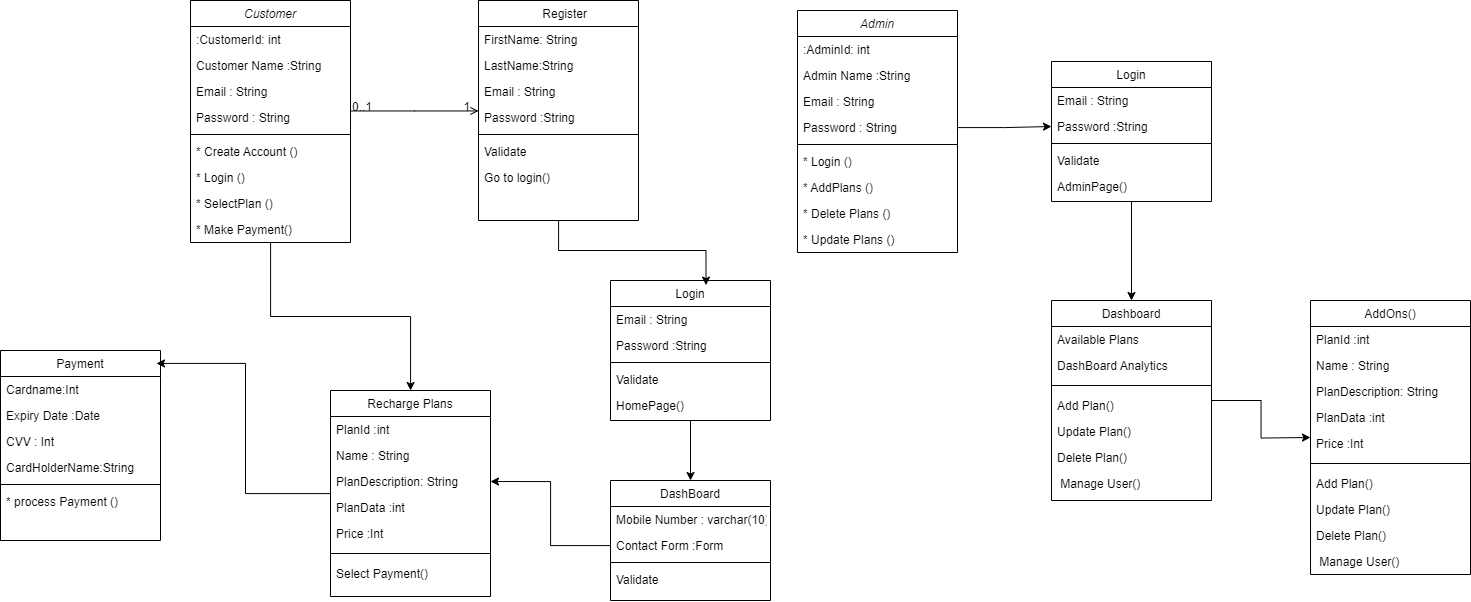 Customer
:CustomerId: int
Customer Name :String
Email : String
Password : String
* Create Account ()
* Login ()
* SelectPlan ()
* Make Payment()
0 1
1
Register
FirstName: String
LastName:String
Email : String
Password :String
Validate
Go to login()
Admin
:AdminId: int
Admin Name :String
Email : String
Password : String
* Login ()
* AddPlans ()
* Delete Plans ()
* Update Plans ()
Login
Email : String
Password :String
Validate
AdminPage()
Login
Email : String
Password :String
Validate
HomePage()
Payment
Cardname:Int
Expiry Date :Date
CVV : Int
CardHolderName:String
* process Payment ()
Recharge Plans
PlanId :int
Name : String
PlanDescription: String
PlanData :int
Price :Int
Select Payment()
DashBoard
Mobile Number : varchar(10)
Contact Form :Form
Validate
Dashboard
Available Plans
DashBoard Analytics
Add Plan()
Update Plan()
Delete Plan()
Manage User()
AddOns()
PlanId :int
Name : String
PlanDescription: String
PlanData :int
Price :Int
Add Plan()
Update Plan()
Delete Plan()
Manage User()